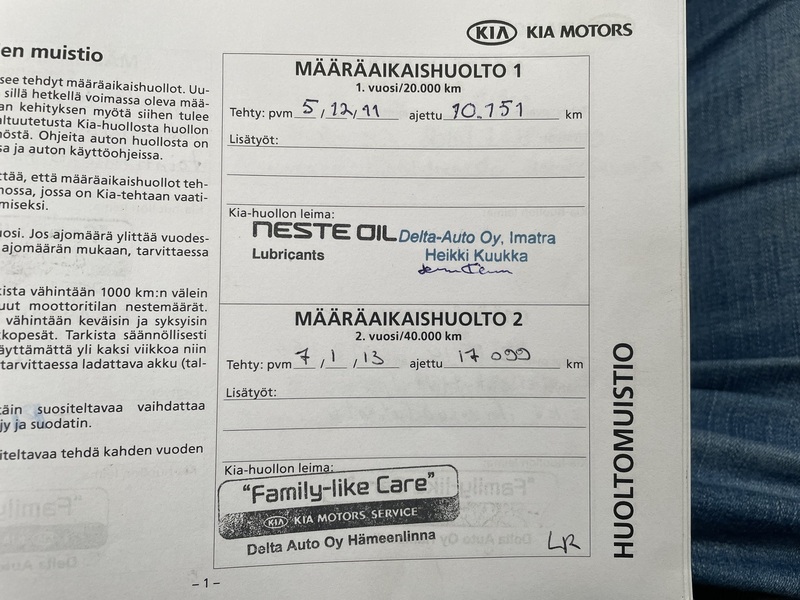 KIA KIA MOTORS
en muistio
see tehdyt määräaikaishuollot. Uu-
sillä hetkellä voimassa oleva mää-
an kehityksen myötä siihen tulee
altuutetusta Kia-huollosta huollon
nöstä. Ohjeita auton huollosta on
sa ja auton käyttöohjeissa.
ttää, että määräaikaishuollot teh-
nossa, jossa on Kia-tehtaan vaati-
miseksi.
uosi. Jos ajomäärä ylittää vuodes-
ajomäärän mukaan, tarvittaessa
kista vähintään 1000 km:n välein
uut moottoritilan nestemäärät.
vähintään keväisin ja syksyisin
kkopesät. Tarkista säännöllisesti
äyttämättä yli kaksi viikkoa niin
tarvittaessa ladattava akku (tal-
täin suositeltavaa vaihdattaa
jy ja suodatin.
siteltavaa tehdä kahden vuoden
MÄÄRÄAIKAISHUOLTO 1
1. vuosi/20.000 km
Tehty: pvm 5/12/11 ajettu 10.151 km
Lisätyöt:
Kia-huollon leima:
NESTE OIL Delta-Auto Oy, Imatra
Lubricants Heikki Kuukka
MÄÄRÄAIKAISHUOLTO 2
2. vuosi/40.000 km
Tehty: pvm 7/1/13 ajettu 17 099 km
Lisätyöt:
Kia-huollon leima:
"Family-like Care"
KIA KIA MOTORS SERVICE
Delta Auto Oy Hämeenlinna
LR
HUOLTOMUISTIO
– 1 –